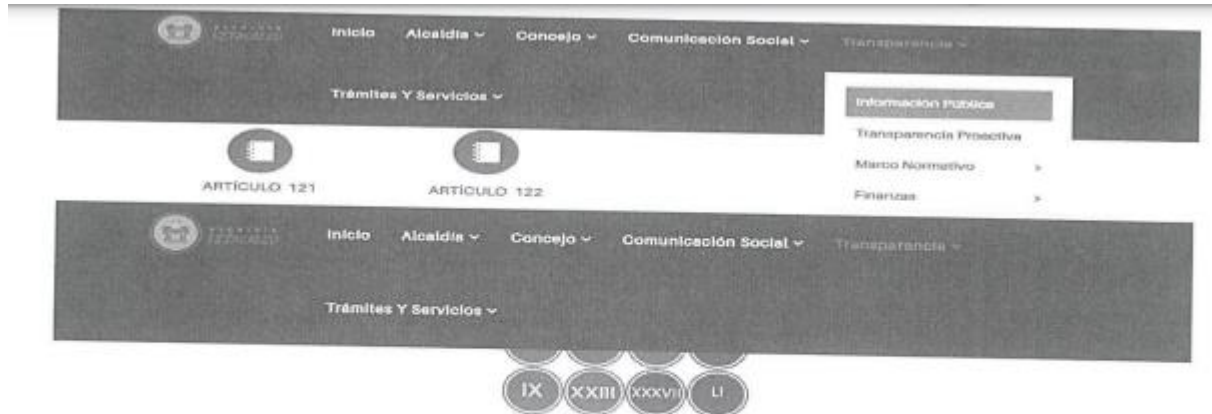 Inicio Alcaldía Concejo Comunicación Social Transparencia
Trámites Y Servicios
Información Pública
Transparencia Proactiva
Marco Normativo
Finanzas
ARTÍCULO 121 ARTÍCULO 122
Inicio Alcaldía Concejo Comunicación Social Transparencia
Trámites Y Servicios
IX XXIII XXXVII LI